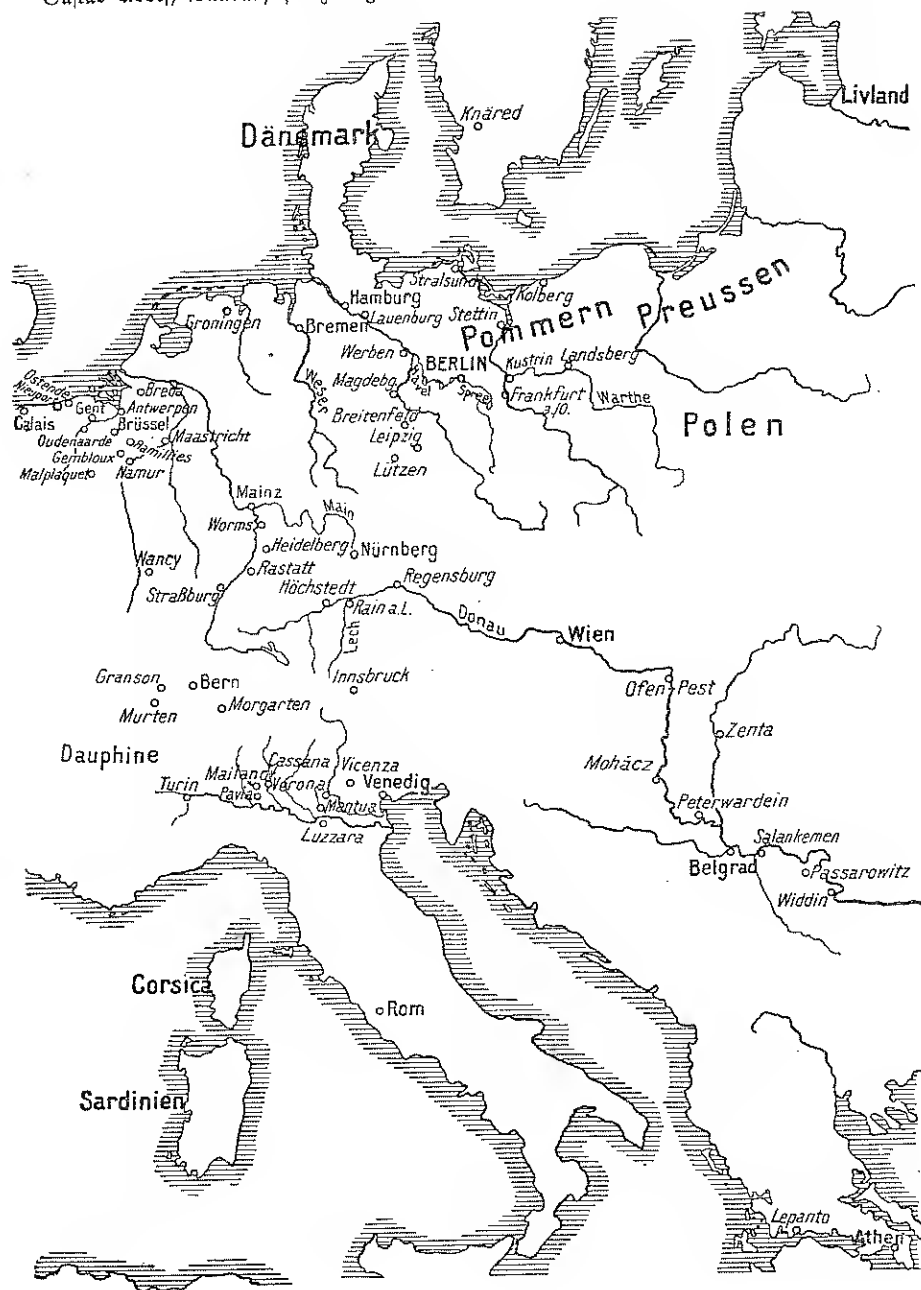 Livland
Knäred
Dänemark
Stralsund
Kolberg
Hamburg
Lauenburg
Stettin
Pommern
Preussen
Groningen
Bremen
Werben
BERLIN
Kustrin
Landsberg
Havel
Weser
Magdebg.
Spree
Frankfurt
a/O.
Warthe
Polen
Ostende
Nieuport
Breda
Gent
Antwerpen
Calais
Brüssel
Oudenaarde
Ramillies
Maastricht
Gembloux
Malplaquet
Namur
Breitenfeld
Leipzig
Lützen
Mainz
Main
Worms
Heidelberg
Nürnberg
Nancy
Rastatt
Straßburg
Höchstedt
Regensburg
Rain a.L.
Lech
Donau
Wien
Granson
Bern
Innsbruck
Ofen
Pest
Murten
Morgarten
Zenta
Dauphine
Cassana
Vicenza
Mailand
Verona
Venedig
Mohácz
Turin
Pavia
Mantua
Luzzara
Peterwardein
Salankemen
Belgrad
Passarowitz
Widdin
Corsica
Rom
Sardinien
Lepanto
Athen